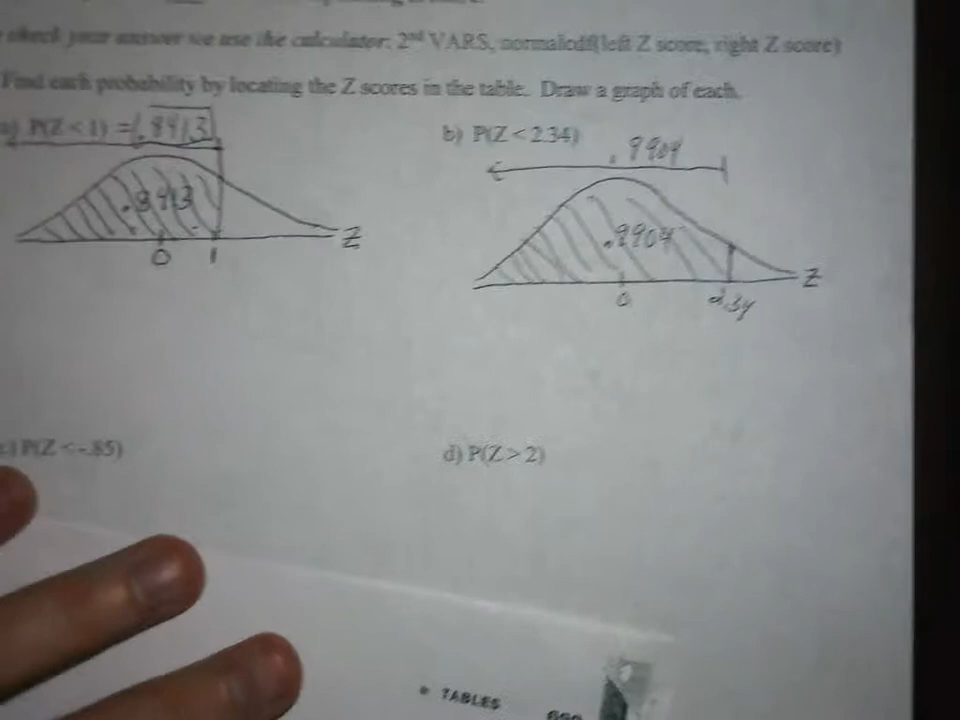 check your answer we use the calculator: 2nd VARS, normalcdf(left Z score, right Z score)
Find each probability by locating the Z scores in the table. Draw a graph of each.
a) P(Z < 1) = .8413
b) P(Z < 2.34)
.9904
.8413
.9904
Z
0 1
Z
0 2.34
c) P(Z < -.85)
d) P(Z > 2)
TABLES